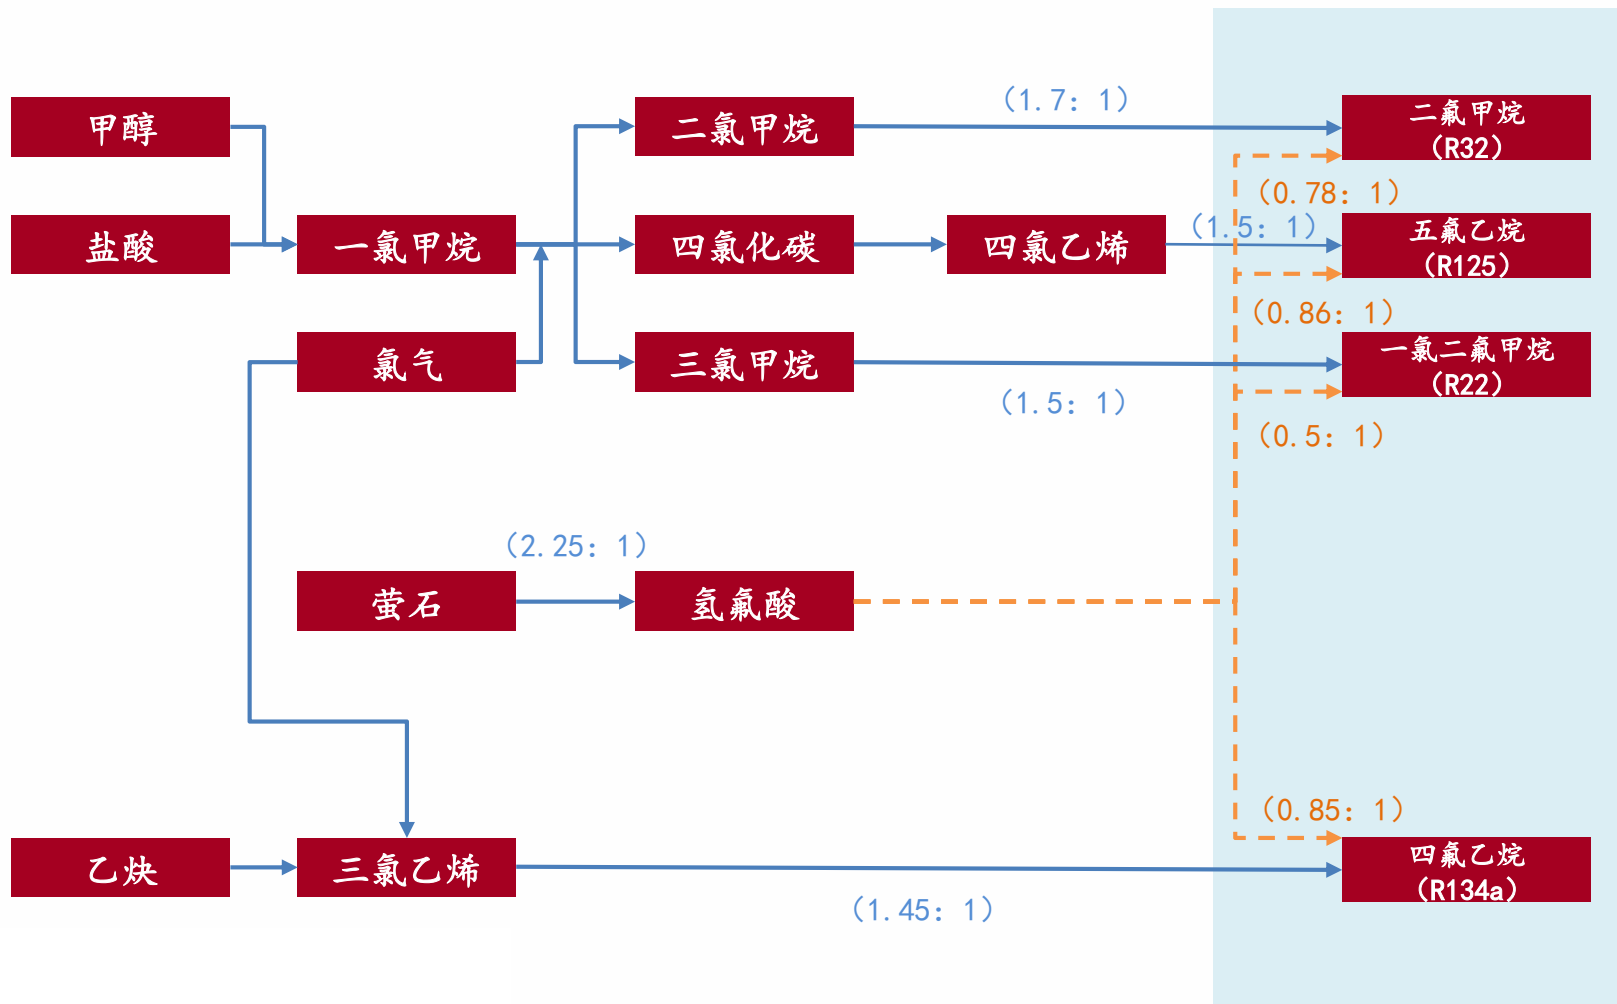 （1.7：1）
甲醇
二氯甲烷
二氟甲烷
（R32）
（0.78：1）
盐酸
一氯甲烷
四氯化碳
四氯乙烯
（1.5：1）
五氟乙烷
（R125）
（0.86：1）
氯气
三氯甲烷
一氯二氟甲烷
（R22）
（1.5：1）
（0.5：1）
（2.25：1）
萤石
氢氟酸
（0.85：1）
乙炔
三氯乙烯
四氟乙烷
（R134a）
（1.45：1）